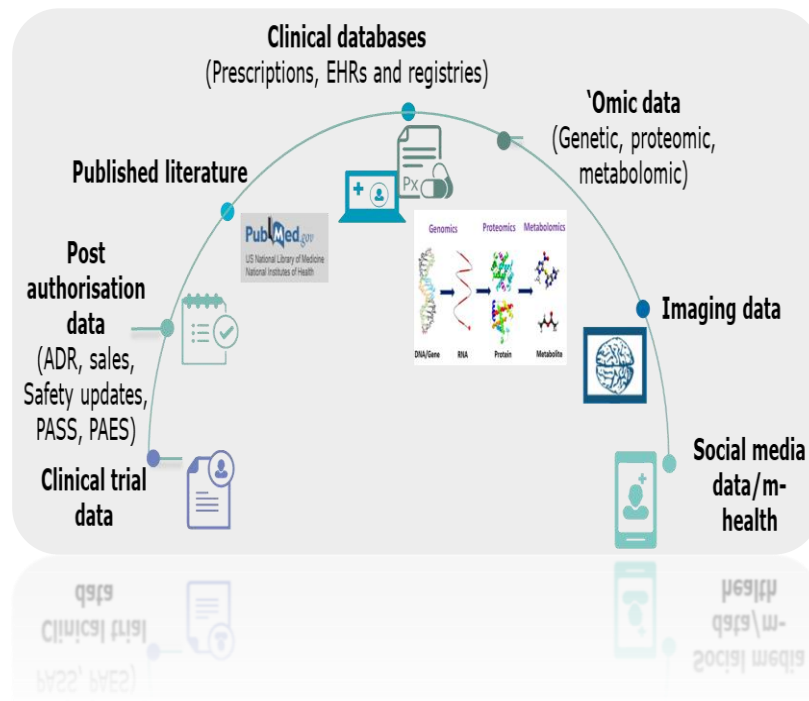 Clinical databases
(Prescriptions, EHRs and registries)
'Omic data
(Genetic, proteomic,
metabolomic)
Published literature
Px
PubMed.gov
US National Library of Medicine
National Institutes of Health
Genomics Proteomics Metabolomics
DNA/Gene RNA Protein Metabolite
Post
authorisation
data
(ADR, sales,
Safety updates,
PASS, PAES)
Imaging data
Clinical trial
data
Social media
data/m-
health